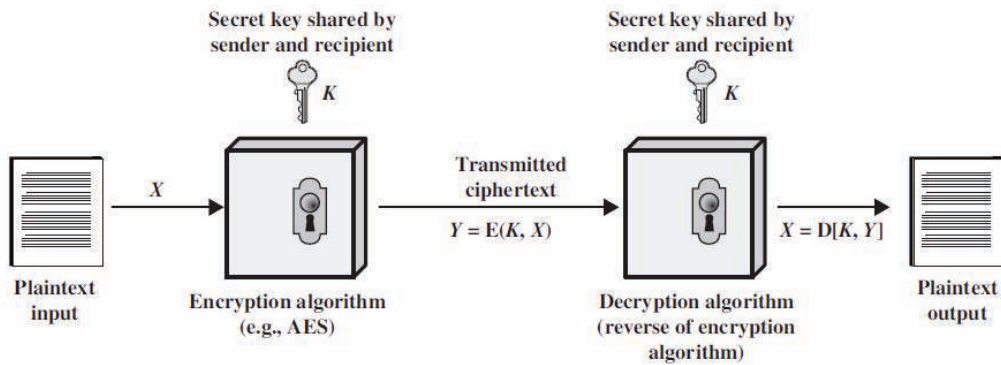 Secret key shared by
sender and recipient
K
Secret key shared by
sender and recipient
K
X
Transmitted
ciphertext
Y = E(K, X)
X = D[K, Y]
Plaintext
input
Encryption algorithm
(e.g., AES)
Decryption algorithm
(reverse of encryption
algorithm)
Plaintext
output